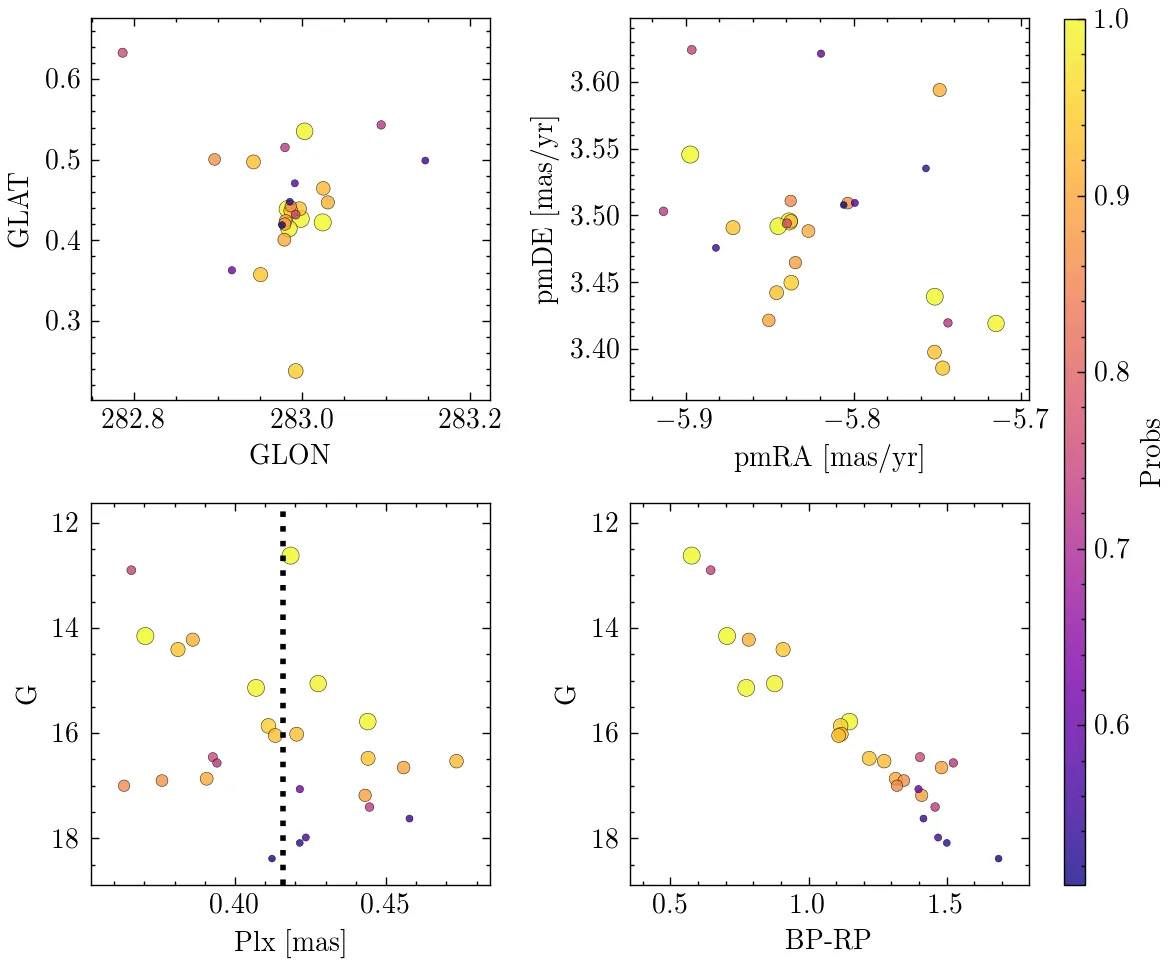 0.6
0.5
0.4
0.3
GLAT
282.8 283.0 283.2
GLON
3.60
3.55
3.50
3.45
3.40
pmDE [mas/yr]
−5.9 −5.8 −5.7
pmRA [mas/yr]
12
14
16
18
G
0.40 0.45
Plx [mas]
12
14
16
18
G
0.5 1.0 1.5
BP-RP
1.0
0.9
0.8
0.7
0.6
Probs